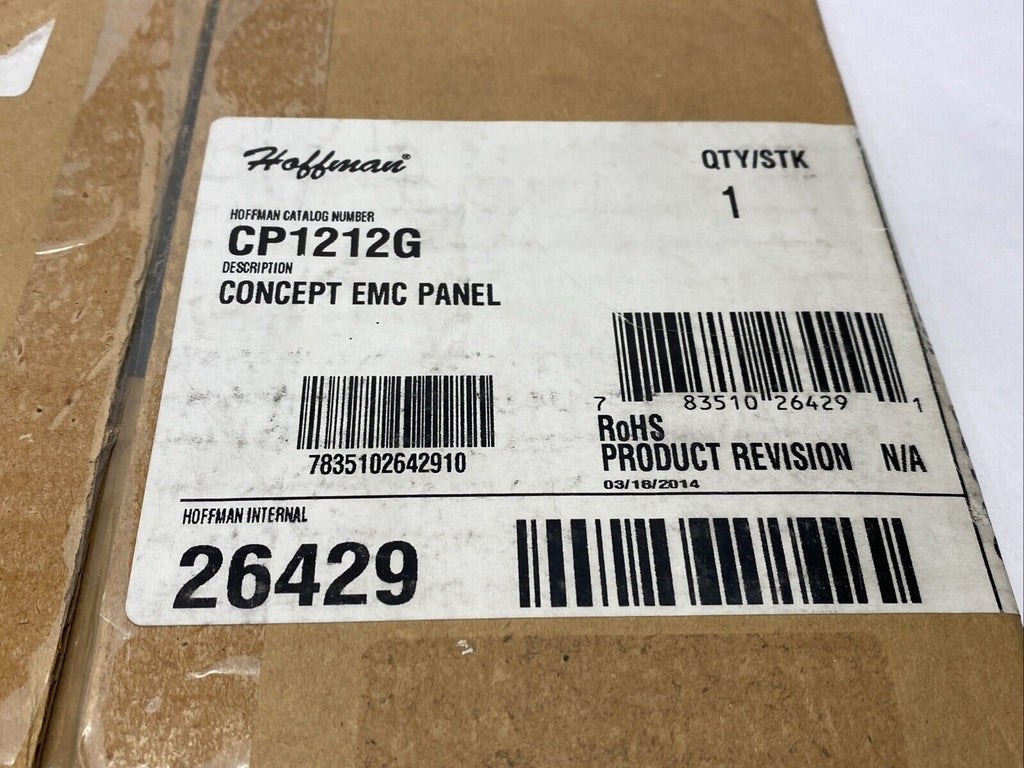 Hoffman®
QTY/STK
1
HOFFMAN CATALOG NUMBER
CP1212G
DESCRIPTION
CONCEPT EMC PANEL
7 83510 26429 1
7835102642910
RoHS
PRODUCT REVISION N/A
03/18/2014
HOFFMAN INTERNAL
26429